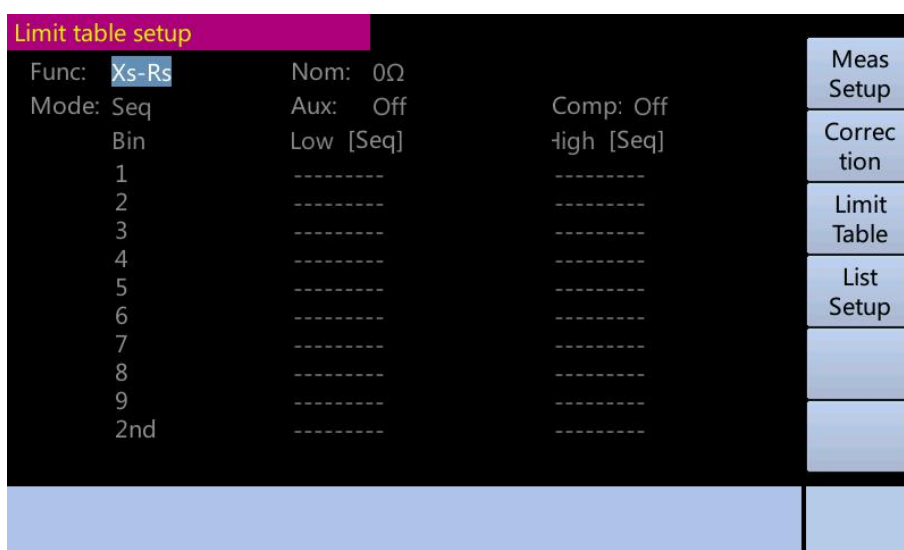 Limit table setup
Func: Xs-Rs Nom: 0Ω
Mode: Seq Aux: Off Comp: Off
Bin Low [Seq] High [Seq]
1 --------- ---------
2 --------- ---------
3 --------- ---------
4 --------- ---------
5 --------- ---------
6 --------- ---------
7 --------- ---------
8 --------- ---------
9 --------- ---------
2nd --------- ---------
Meas
Setup
Correc
tion
Limit
Table
List
Setup